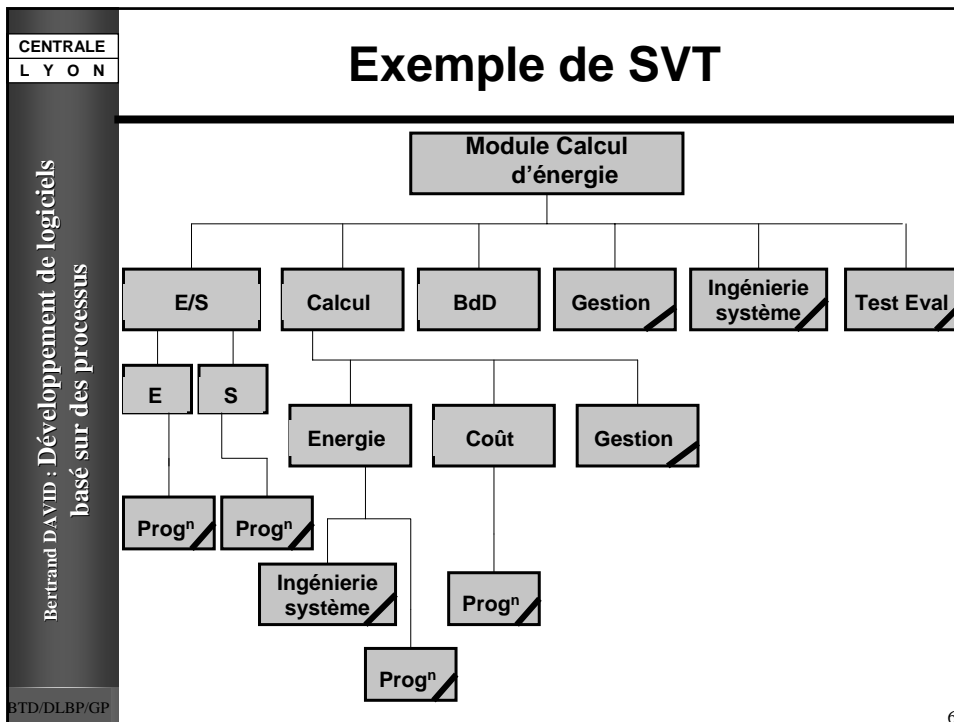 CENTRALE
L Y O N
Exemple de SVT
Bertrand DAVID : Développement de logiciels
basé sur des processus
Module Calcul
d'énergie
E/S
Calcul
BdD
Gestion
Ingénierie
système
Test Eval
E
S
Energie
Coût
Gestion
Progⁿ
Progⁿ
Ingénierie
système
Progⁿ
Progⁿ
BTD/DLBP/GP
6